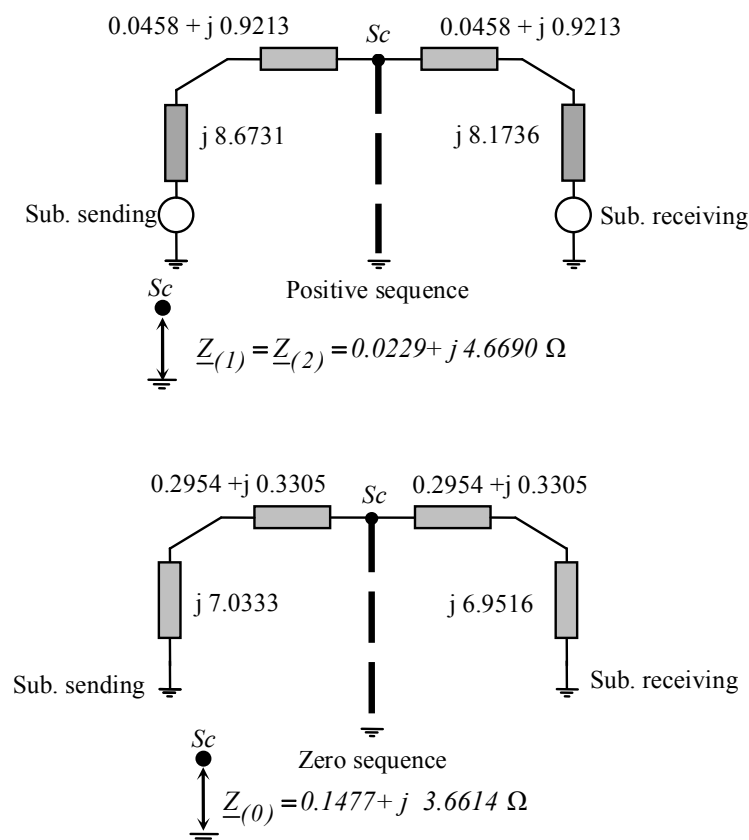 0.0458 + j 0.9213
Sc
0.0458 + j 0.9213
j 8.6731
j 8.1736
Sub. sending
Sub. receiving
Sc
Positive sequence
Z(1) = Z(2) = 0.0229+ j 4.6690 Ω
0.2954 +j 0.3305
Sc
0.2954 +j 0.3305
j 7.0333
j 6.9516
Sub. sending
Sub. receiving
Sc
Zero sequence
Z(0) = 0.1477+ j 3.6614 Ω